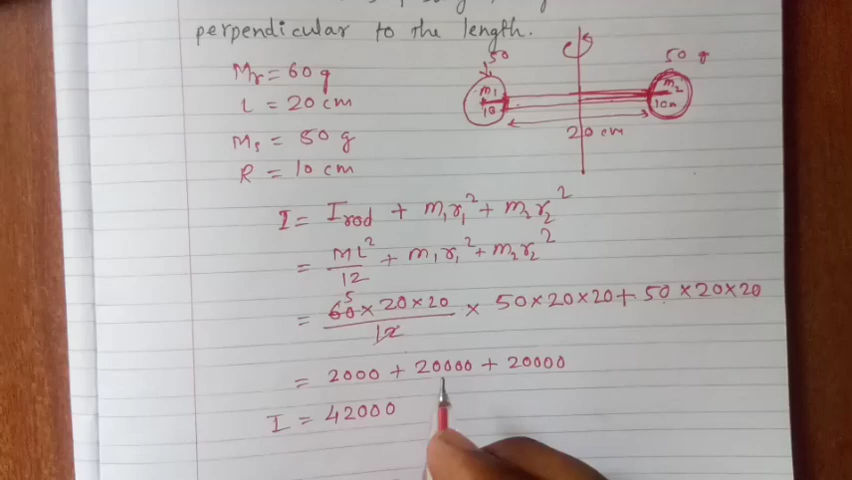 perpendicular to the length.
50
50 g
Mr = 60 g
m1
m2
10
10m
L = 20 cm
20 cm
Ms = 50 g
R = 10 cm
I = Irod + m₁r₁² + m₂r₂²
= ML²/12 + m₁r₁² + m₂r₂²
5
= 60 × 20 × 20 / 12 × 50 × 20 × 20 + 50 × 20 × 20
= 2000 + 20000 + 20000
I = 42000